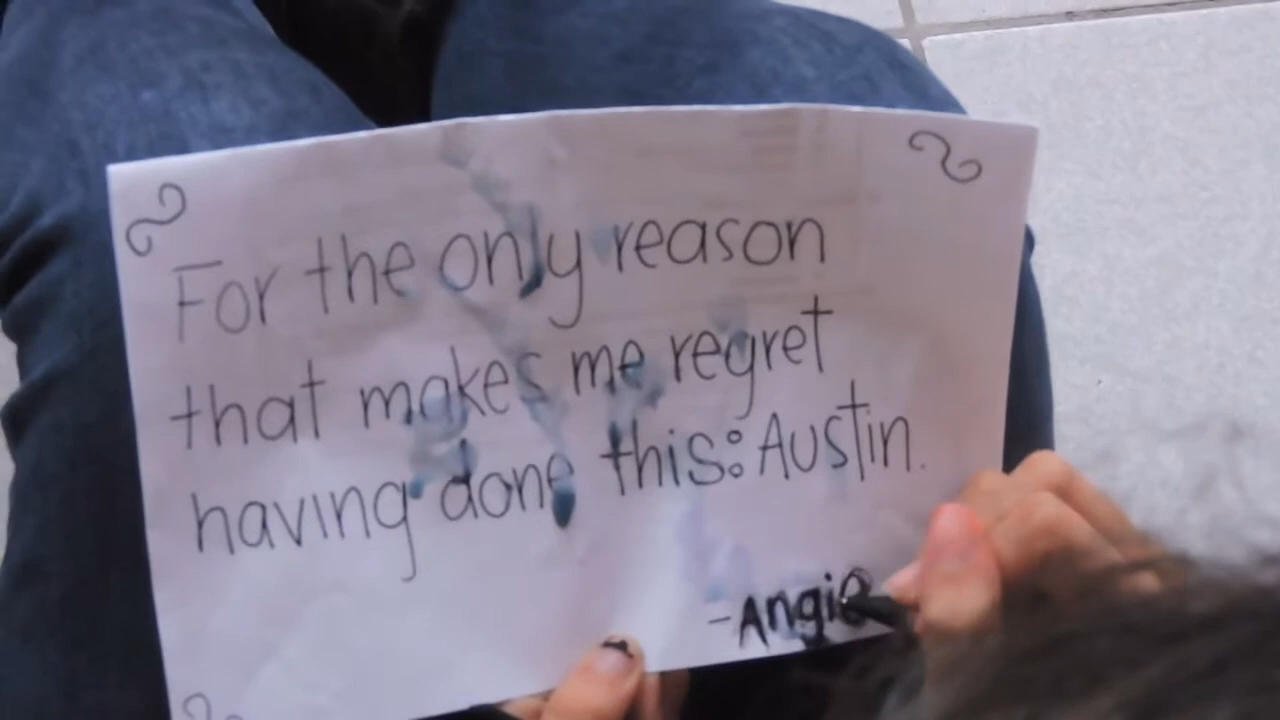 For the only reason
that makes me regret
having done this: Austin.
-Angie